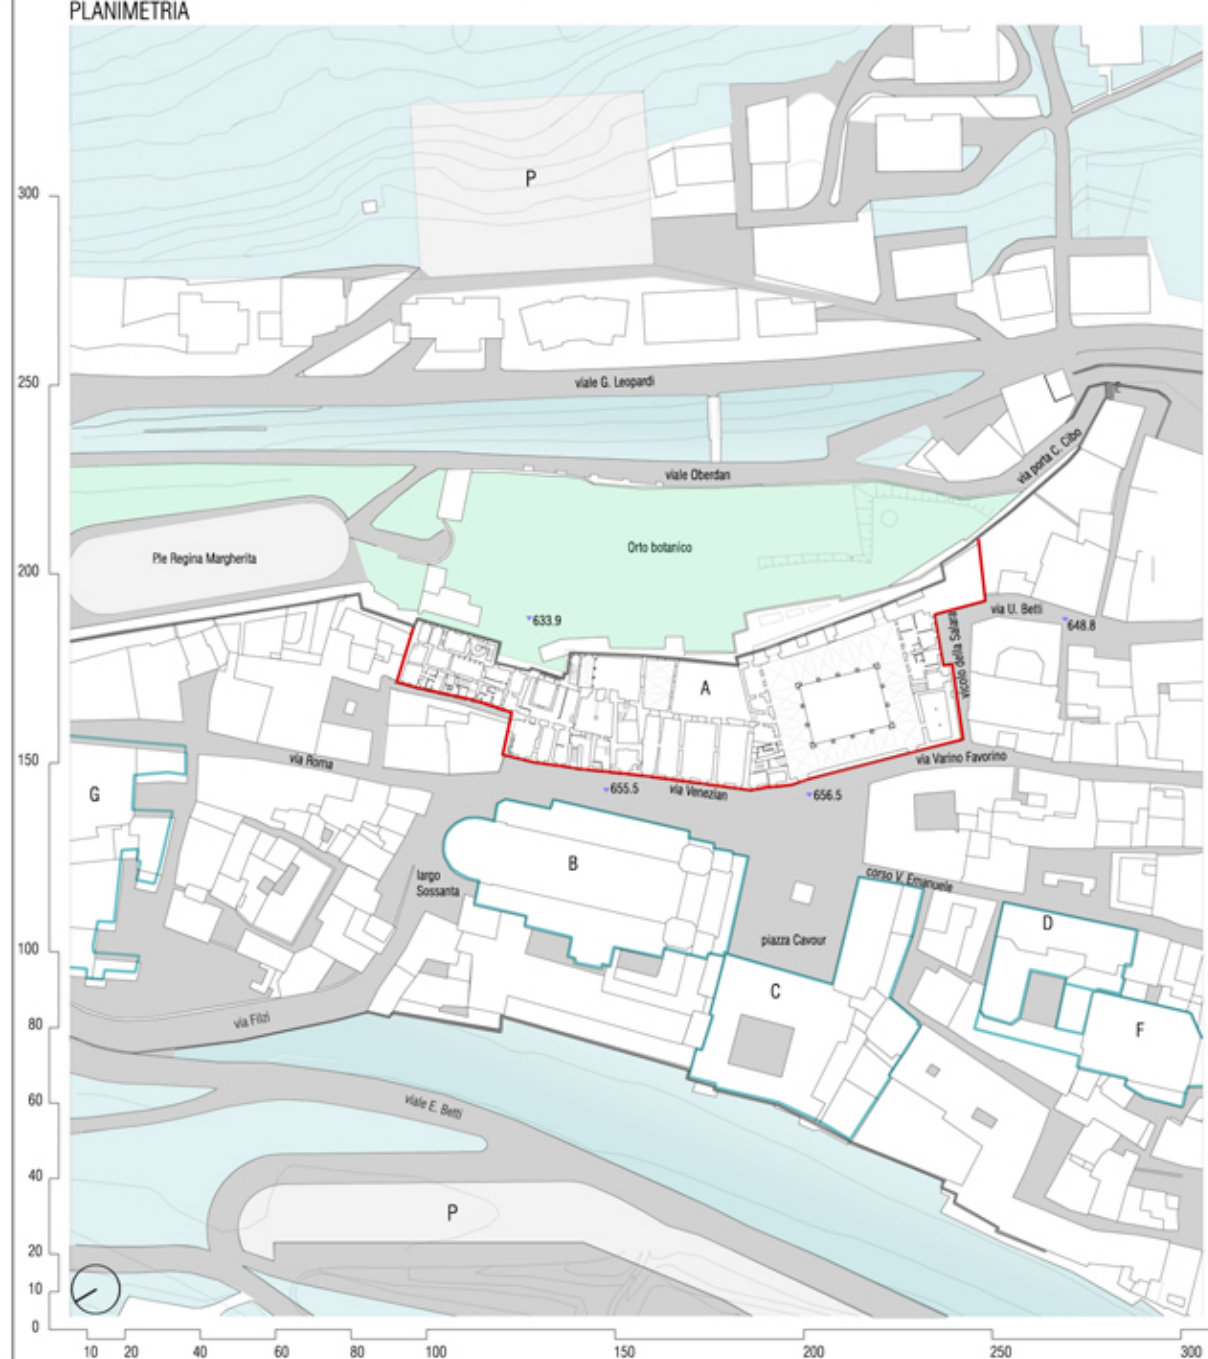 PLANIMETRIA
300
P
250
viale G. Leopardi
viale Oberdan
via porta C. Cibo
Orto botanico
P.le Regina Margherita
200
via U. Betti
633.9
648.8
vicolo della Salara
A
150
via Roma
via Varino Favorino
G
655.5
via Venezian
656.5
B
largo
Sossanta
corso V. Emanuele
D
piazza Cavour
100
C
80
via Filzi
F
60
viale E. Betti
40
P
20
10
0
10 20 40 60 80 100 150 200 250 300